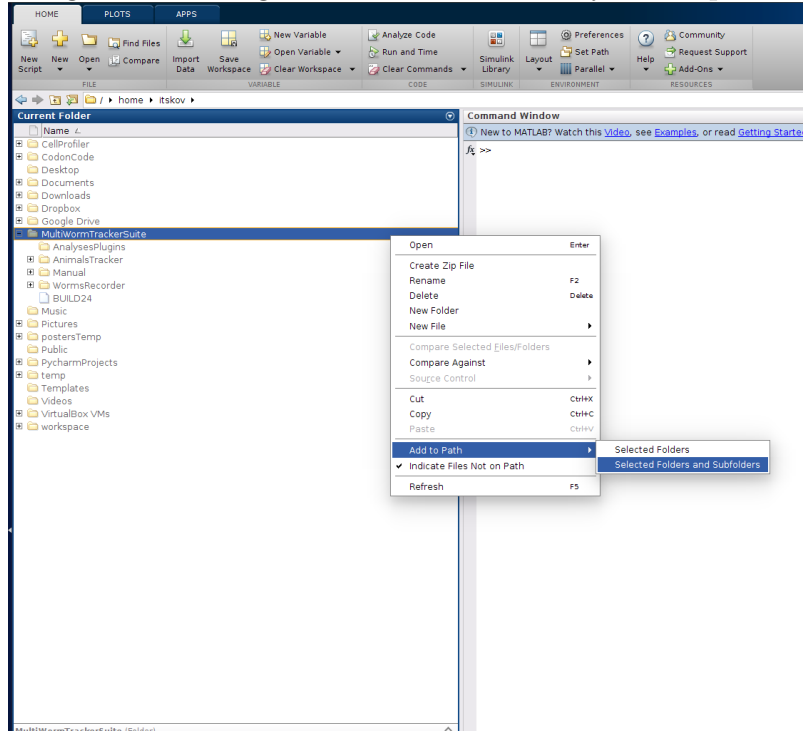 HOME PLOTS APPS
New Script
New
Open
Find Files
Compare
Import Data
Save Workspace
New Variable
Open Variable
Clear Workspace
Analyze Code
Run and Time
Clear Commands
Simulink Library
Layout
Preferences
Set Path
Parallel
Help
Community
Request Support
Add-Ons
FILE VARIABLE CODE SIMULINK ENVIRONMENT RESOURCES
/ home itskov
Current Folder
Name
CellProfiler
CodonCode
Desktop
Documents
Downloads
Dropbox
Google Drive
MultiWormTrackerSuite
AnalysesPlugins
AnimalsTracker
Manual
WormsRecorder
BUILD24
Music
Pictures
postersTemp
Public
PycharmProjects
temp
Templates
Videos
VirtualBox VMs
workspace
MultiWormTrackerSuite (Folder)
Command Window
New to MATLAB? Watch this Video, see Examples, or read Getting Starte
fx >>
Open Enter
Create Zip File
Rename F2
Delete Delete
New Folder
New File
Compare Selected Files/Folders
Compare Against
Source Control
Cut Ctrl+X
Copy Ctrl+C
Paste Ctrl+V
Add to Path
Indicate Files Not on Path
Refresh F5
Selected Folders
Selected Folders and Subfolders